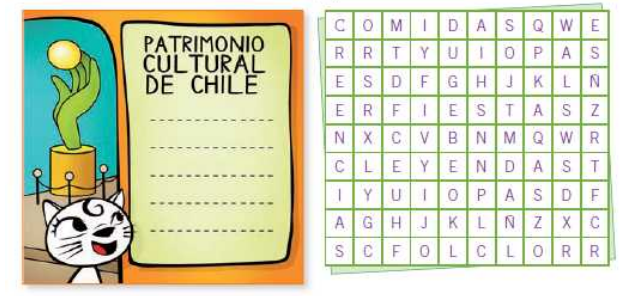 PATRIMONIO
CULTURAL
DE CHILE
C O M I D A S Q W E
R R T Y U I O P A S
E S D F G H J K L Ñ
E R F I E S T A S Z
N X C V B N M Q W R
C L E Y E N D A S T
I Y U I O P A S D F
A G H J K L Ñ Z X C
S C F O L C L O R R